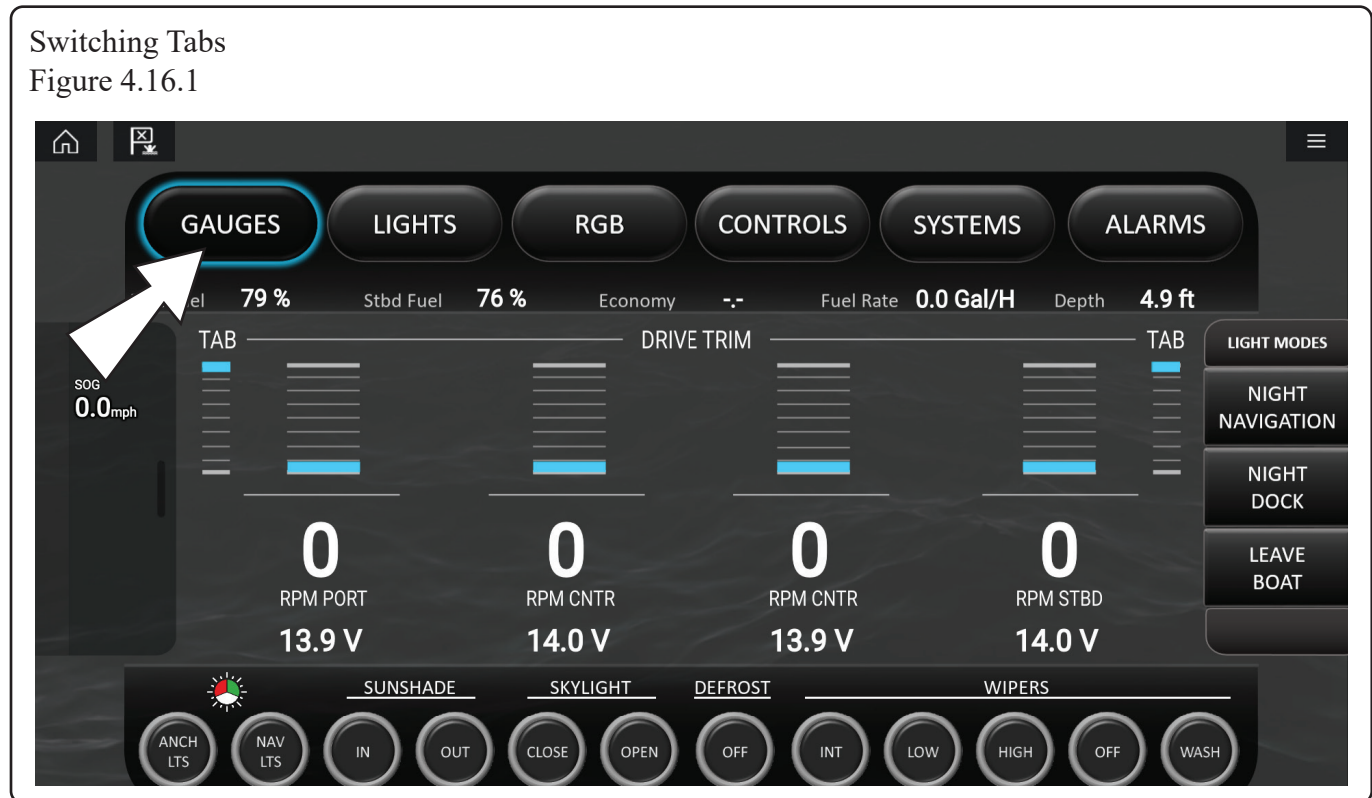 Switching Tabs
Figure 4.16.1
GAUGES LIGHTS RGB CONTROLS SYSTEMS ALARMS
79 % Stbd Fuel 76 % Economy -.- Fuel Rate 0.0 Gal/H Depth 4.9 ft
TAB DRIVE TRIM TAB
LIGHT MODES
SOG
0.0 mph
NIGHT
NAVIGATION
NIGHT
DOCK
LEAVE
BOAT
0 0 0 0
RPM PORT RPM CNTR RPM CNTR RPM STBD
13.9 V 14.0 V 13.9 V 14.0 V
SUNSHADE SKYLIGHT DEFROST WIPERS
ANCH
LTS
NAV
LTS
IN OUT CLOSE OPEN OFF INT LOW HIGH OFF WASH